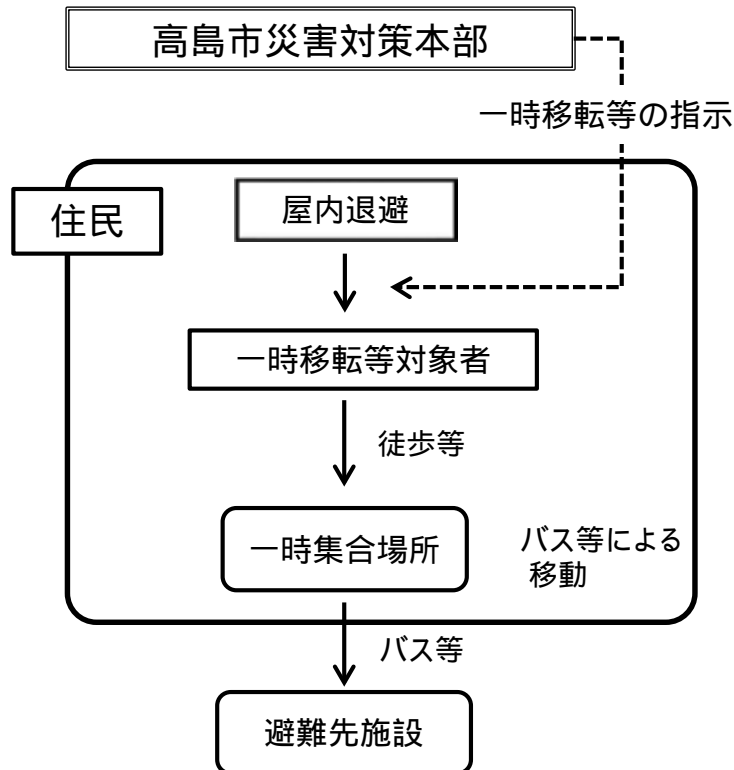 高島市災害対策本部
一時移転等の指示
住民
屋内退避
一時移転等対象者
徒歩等
一時集合場所
バス等による
移動
バス等
避難先施設